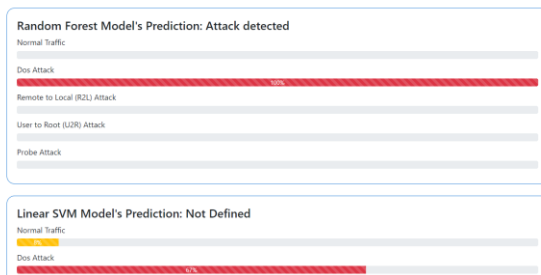 Random Forest Model's Prediction: Attack detected
Normal Traffic
Dos Attack
100%
Remote to Local (R2L) Attack
User to Root (U2R) Attack
Probe Attack
Linear SVM Model's Prediction: Not Defined
Normal Traffic
Dos Attack
67%